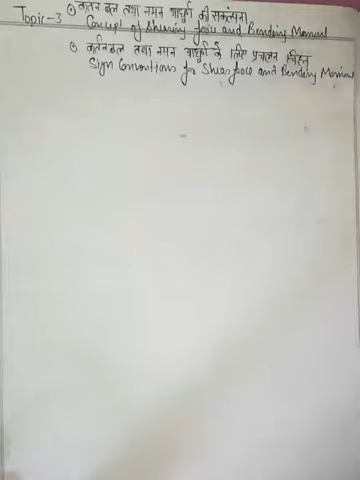 Topic-3 ① कर्तन बल तथा नमन आघूर्ण की संकल्पना
Concept of Shearing force and Bending Moment
② कर्तनबल तथा नमन आघूर्ण के लिए प्रचलन चिह्न
Sign Conventions for Shear force and Bending Moment